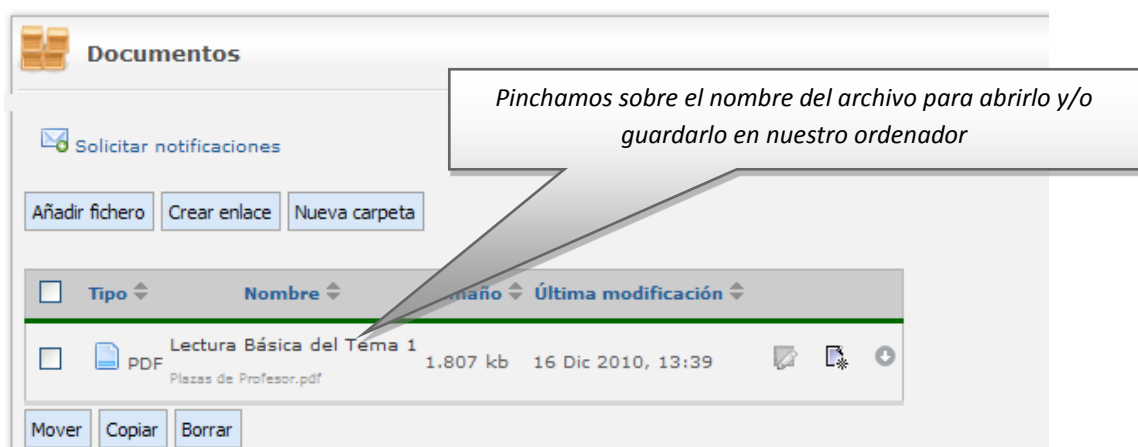 Documentos
Pinchamos sobre el nombre del archivo para abrirlo y/o
guardarlo en nuestro ordenador
Solicitar notificaciones
Añadir fichero Crear enlace Nueva carpeta
Tipo Nombre Última modificación
PDF Lectura Básica del Tema 1 1.807 kb 16 Dic 2010, 13:39
Plazas de Profesor.pdf
Mover Copiar Borrar